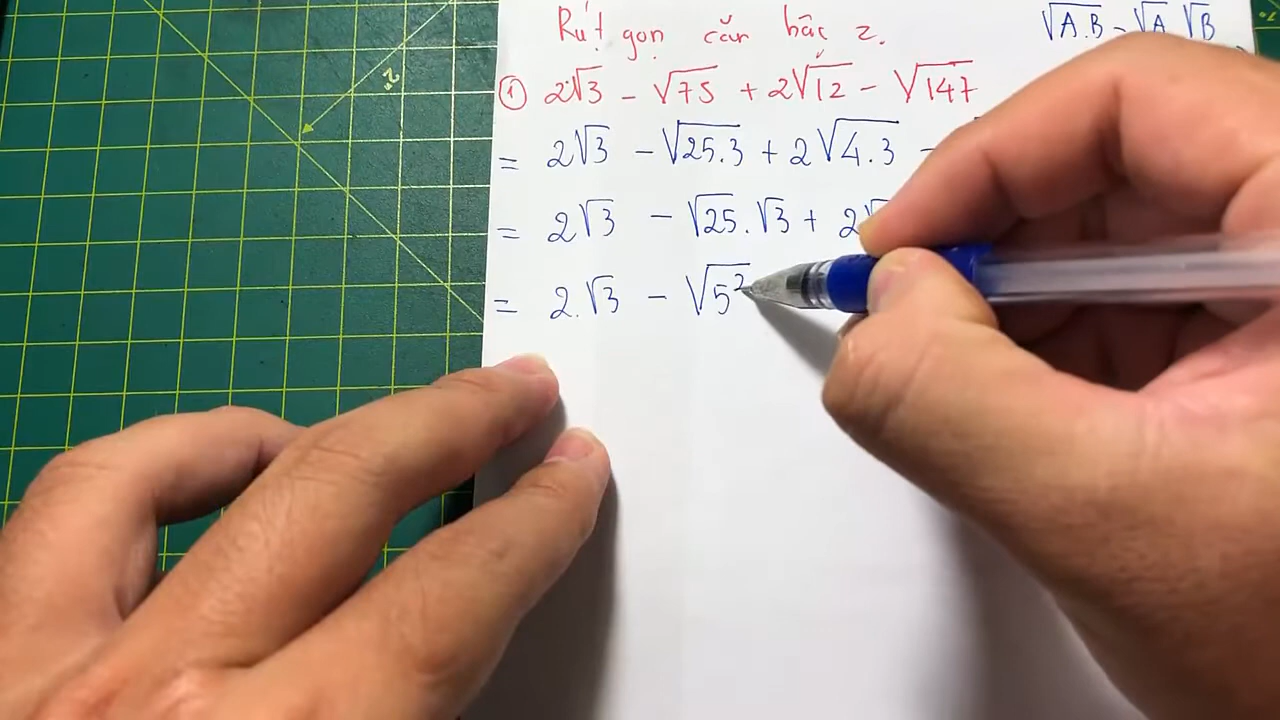 Rút gọn căn bậc 2.
√A.B = √A.√B
① 2√3 - √75 + 2√12 - √147
= 2√3 - √25.3 + 2√4.3 -
= 2√3 - √25.√3 + 2√
= 2.√3 - √5²